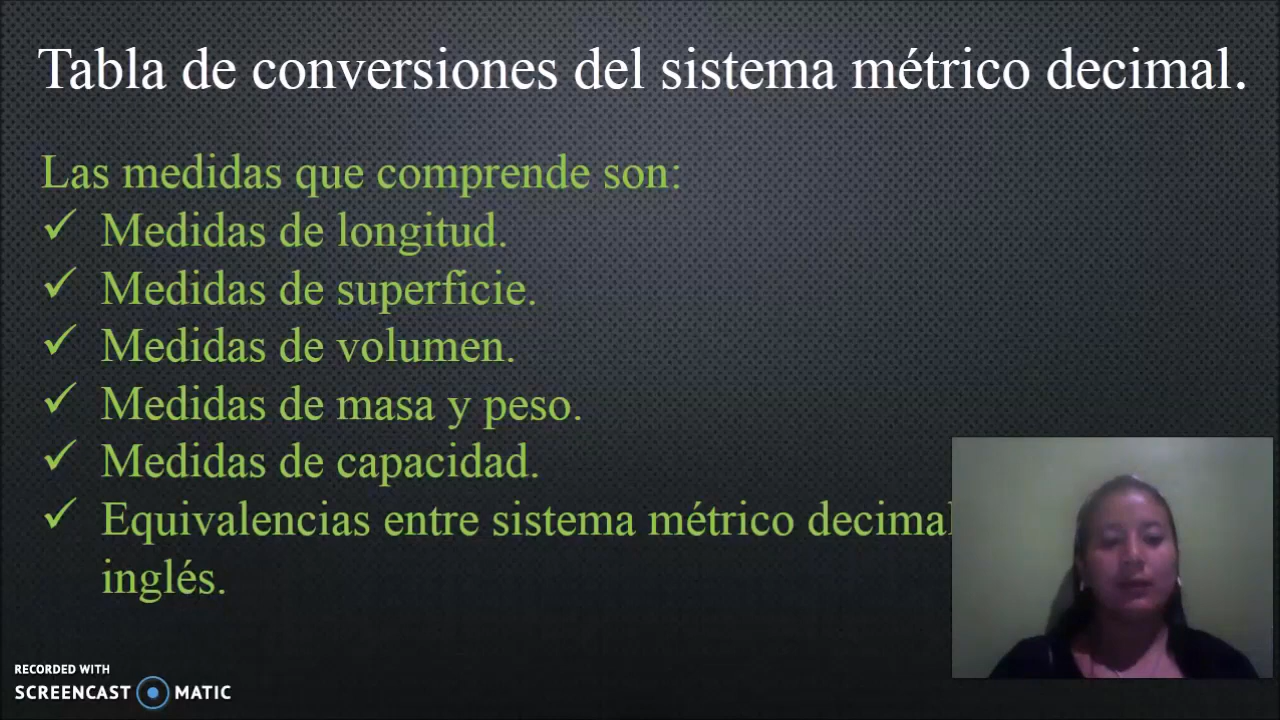 Tabla de conversiones del sistema métrico decimal.
Las medidas que comprende son:
✓ Medidas de longitud.
✓ Medidas de superficie.
✓ Medidas de volumen.
✓ Medidas de masa y peso.
✓ Medidas de capacidad.
✓ Equivalencias entre sistema métrico decimal
inglés.
RECORDED WITH
SCREENCAST MATIC